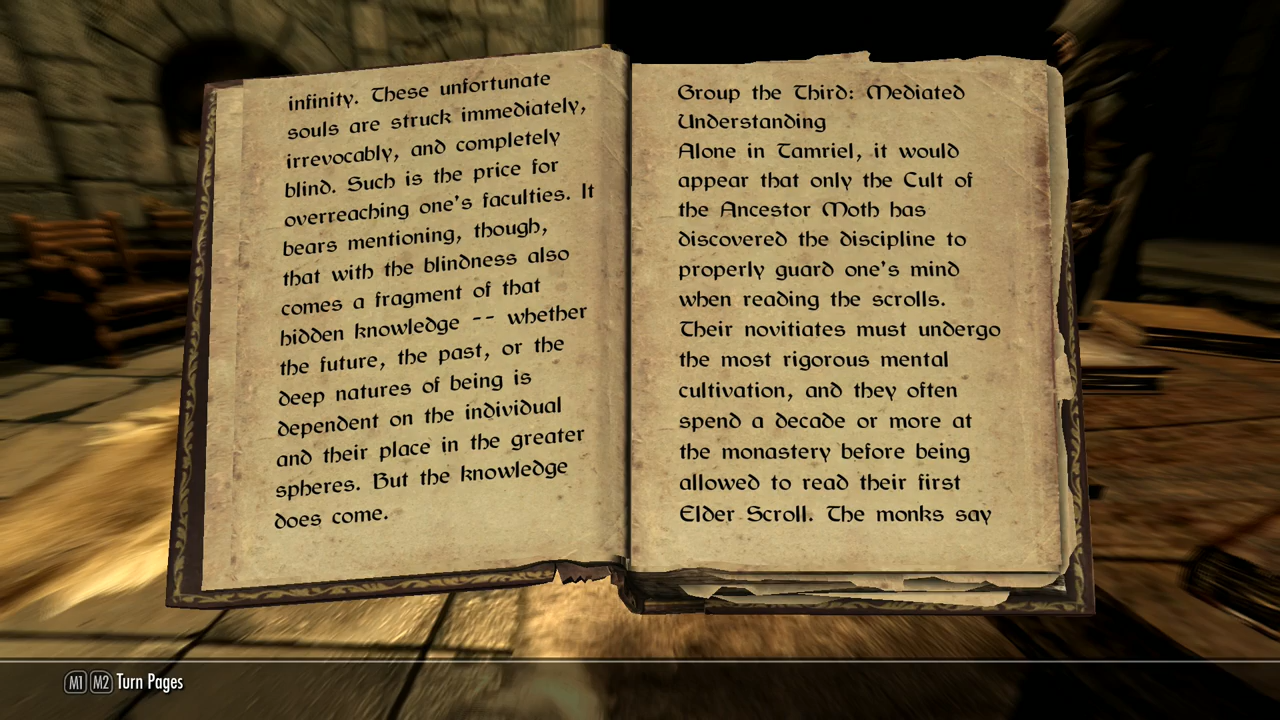 infinity. These unfortunate
souls are struck immediately,
irrevocably, and completely
blind. Such is the price for
overreaching one's faculties. It
bears mentioning, though,
that with the blindness also
comes a fragment of that
hidden knowledge -- whether
the future, the past, or the
deep natures of being is
dependent on the individual
and their place in the greater
spheres. But the knowledge
does come.
Group the Third: Mediated
Understanding
Alone in Tamriel, it would
appear that only the Cult of
the Ancestor Moth has
discovered the discipline to
properly guard one's mind
when reading the scrolls.
Their novitiates must undergo
the most rigorous mental
cultivation, and they often
spend a decade or more at
the monastery before being
allowed to read their first
Elder Scroll. The monks say
M1 M2 Turn Pages